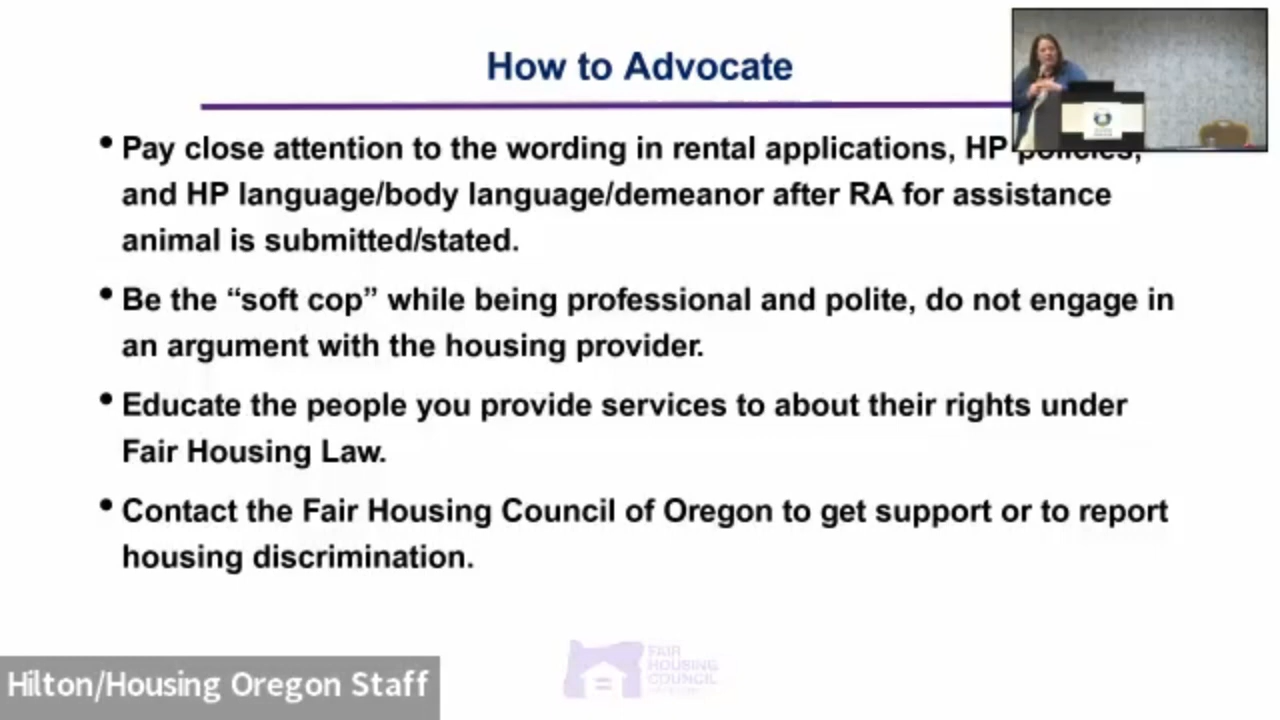 How to Advocate
• Pay close attention to the wording in rental applications, HP policies,
and HP language/body language/demeanor after RA for assistance
animal is submitted/stated.
• Be the “soft cop” while being professional and polite, do not engage in
an argument with the housing provider.
• Educate the people you provide services to about their rights under
Fair Housing Law.
• Contact the Fair Housing Council of Oregon to get support or to report
housing discrimination.
FAIR
HOUSING
COUNCIL
Hilton/Housing Oregon Staff